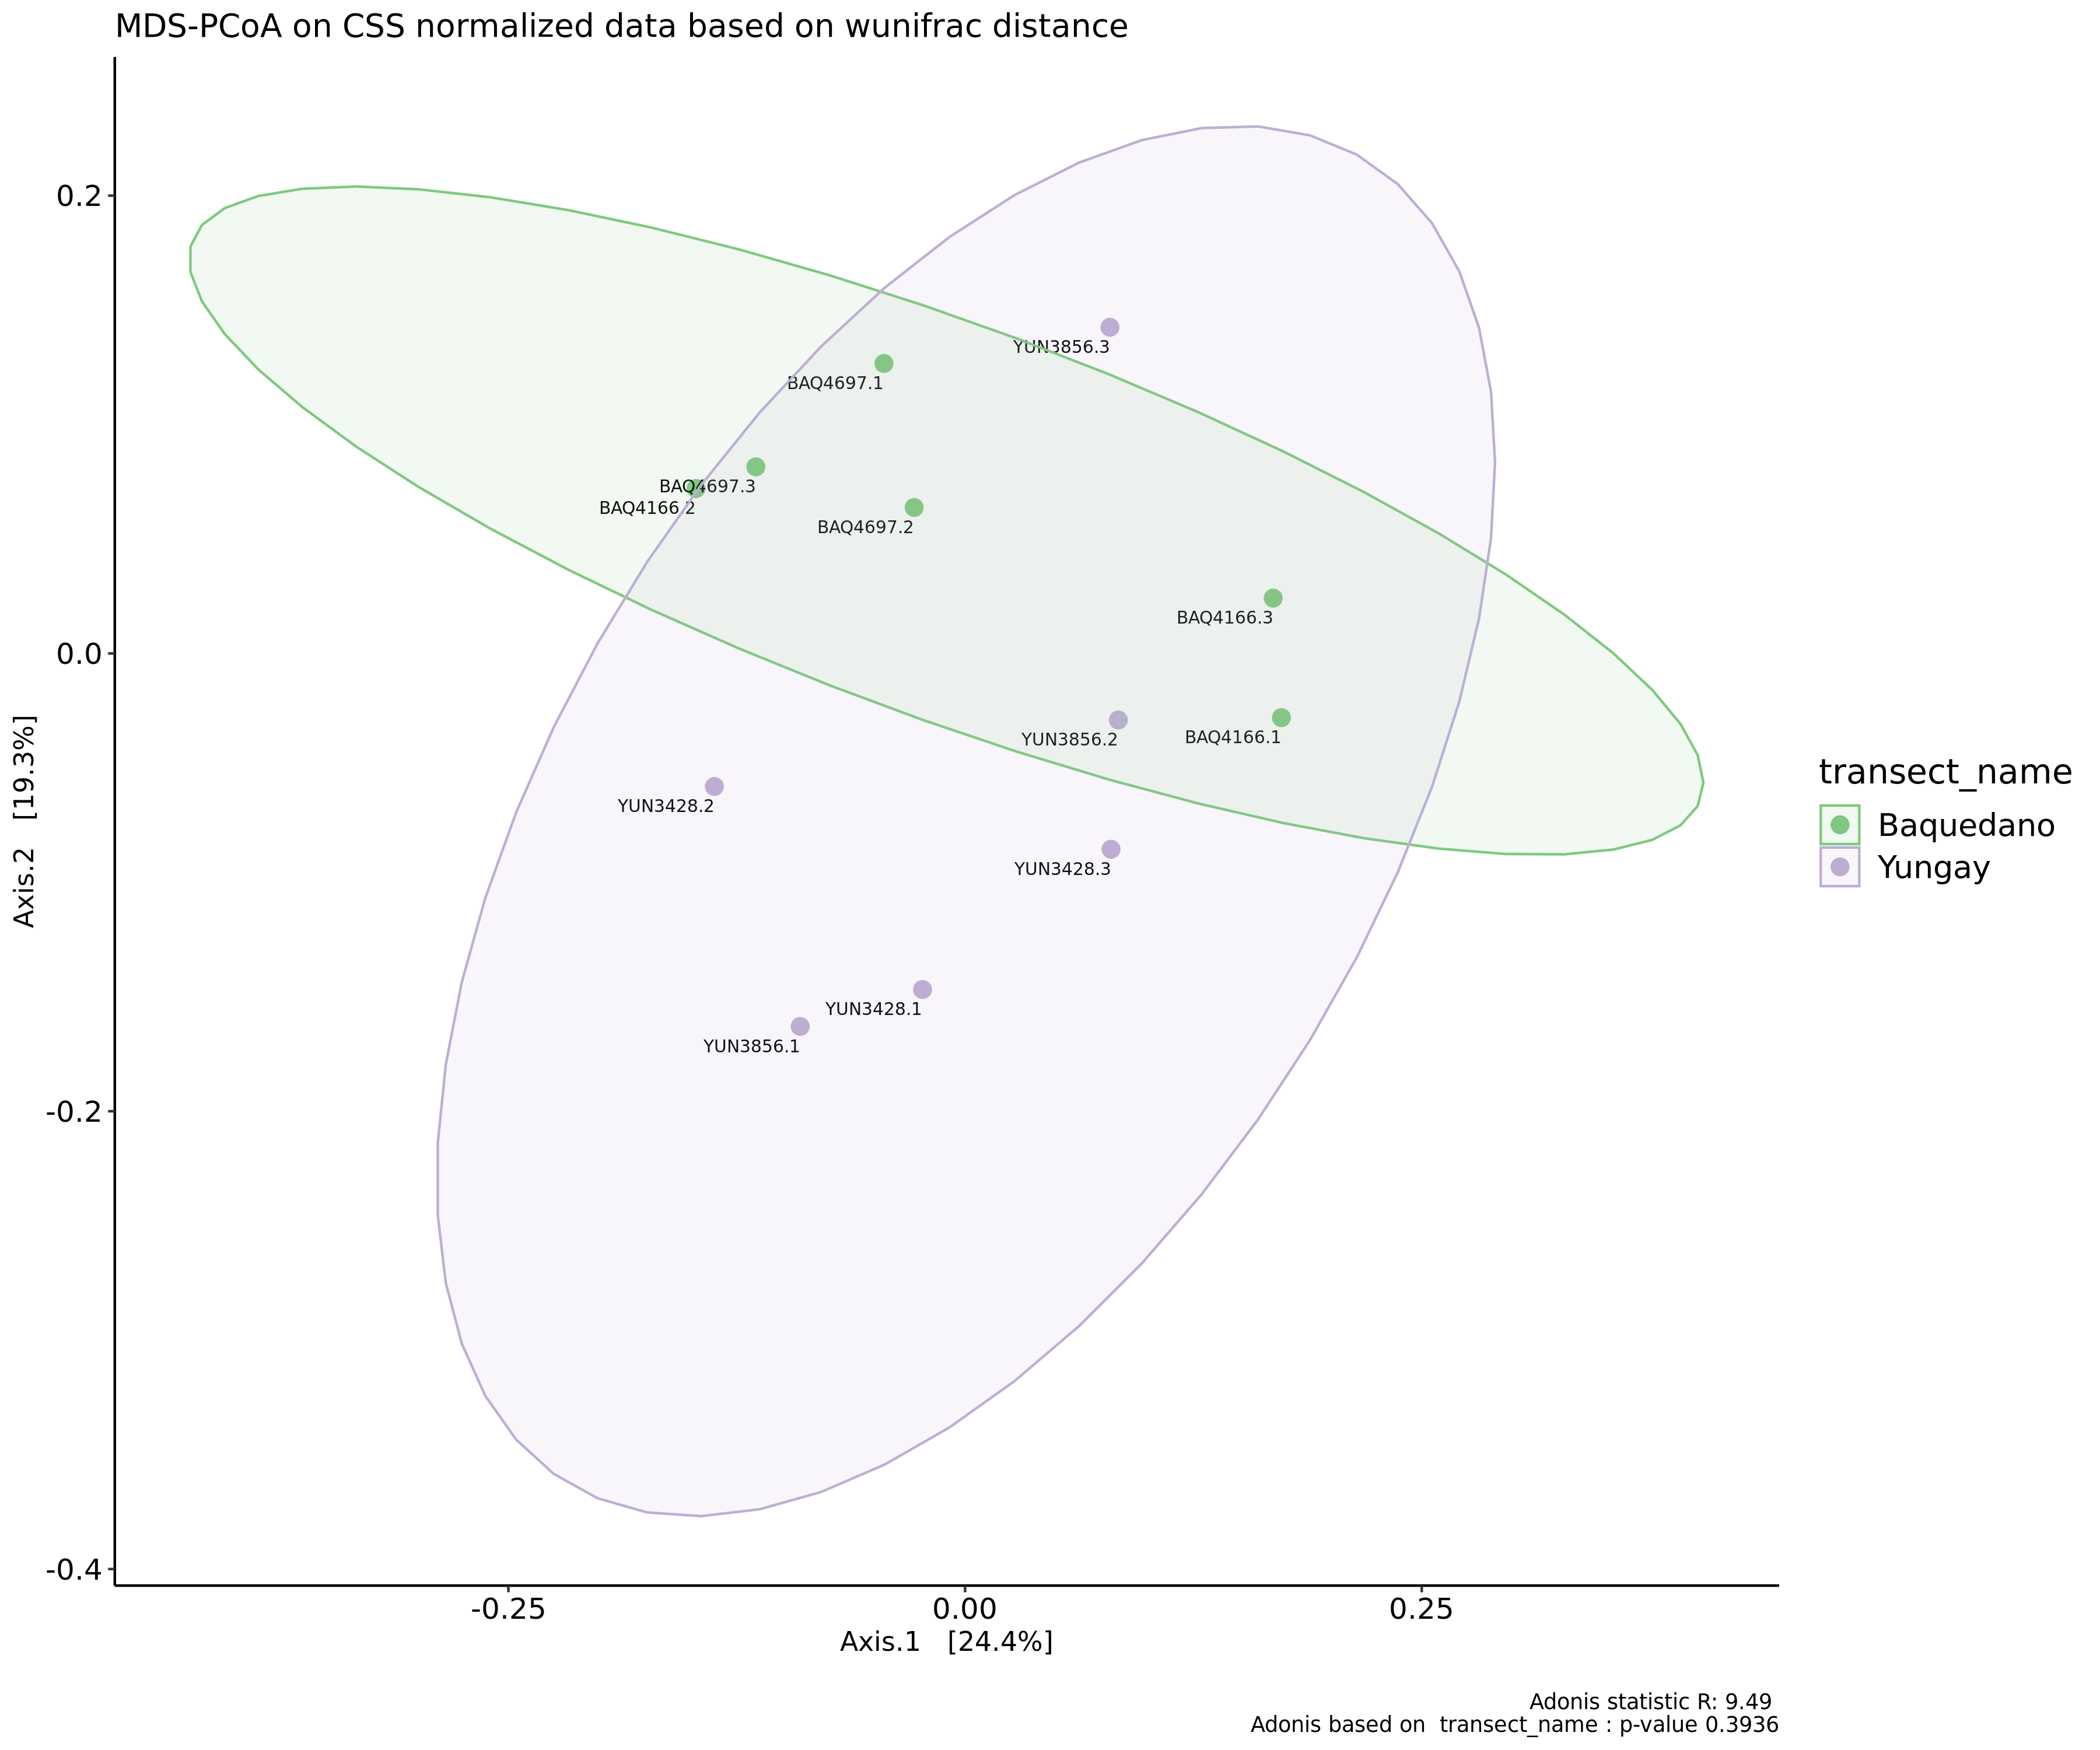 MDS-PCoA on CSS normalized data based on wunifrac distance
0.2
YUN3856.3
BAQ4697.1
BAQ4697.3
BAQ4166.2
BAQ4697.2
BAQ4166.3
0.0
YUN3856.2
BAQ4166.1
YUN3428.2
YUN3428.3
Axis.2 [19.3%]
transect_name
Baquedano
Yungay
YUN3428.1
YUN3856.1
-0.2
-0.4
-0.25
0.00
0.25
Axis.1 [24.4%]
Adonis statistic R: 9.49
Adonis based on transect_name : p-value 0.3936